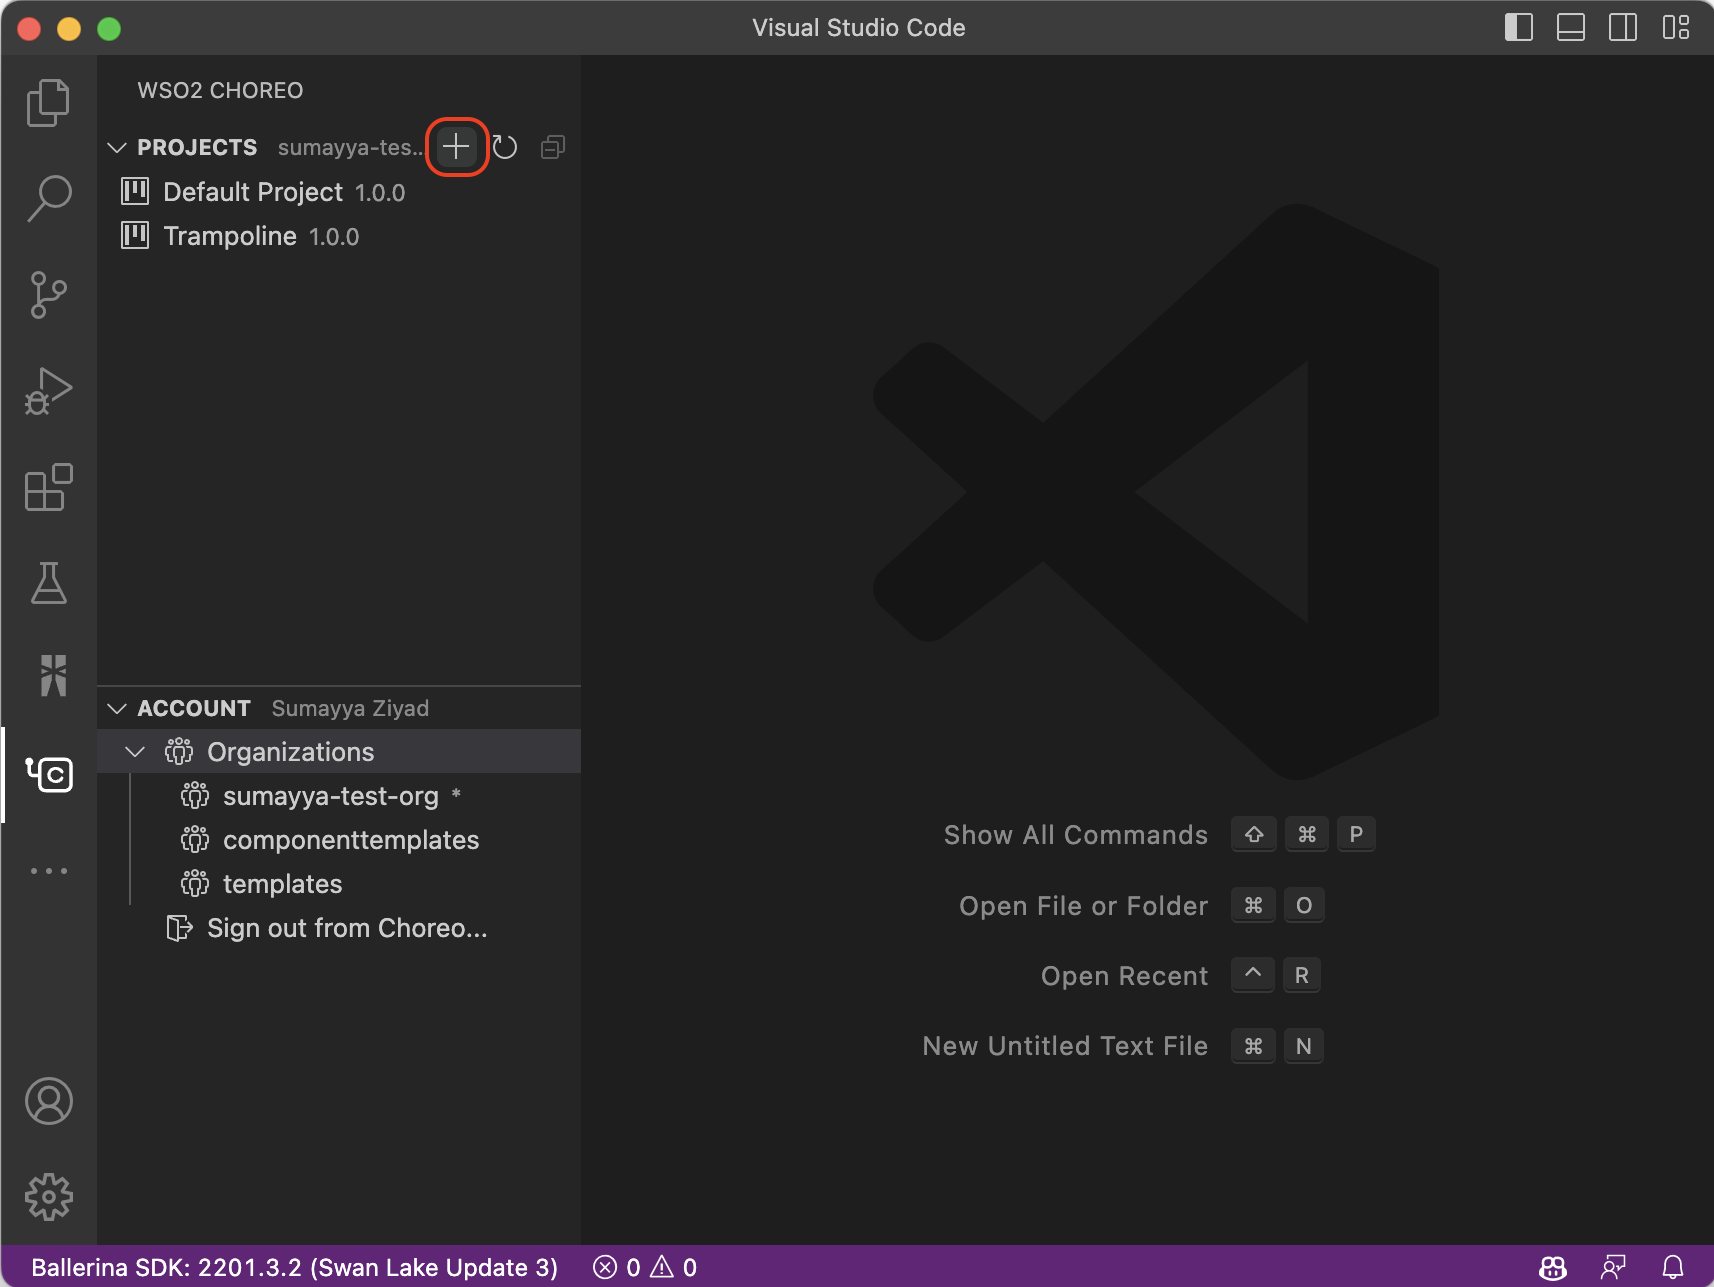 Visual Studio Code
WSO2 CHOREO
PROJECTS sumayya-tes..
Default Project 1.0.0
Trampoline 1.0.0
ACCOUNT Sumayya Ziyad
Organizations
sumayya-test-org *
componenttemplates
templates
Sign out from Choreo...
Show All Commands ⇧ ⌘ P
Open File or Folder ⌘ O
Open Recent ^ R
New Untitled Text File ⌘ N
Ballerina SDK: 2201.3.2 (Swan Lake Update 3) 0 0